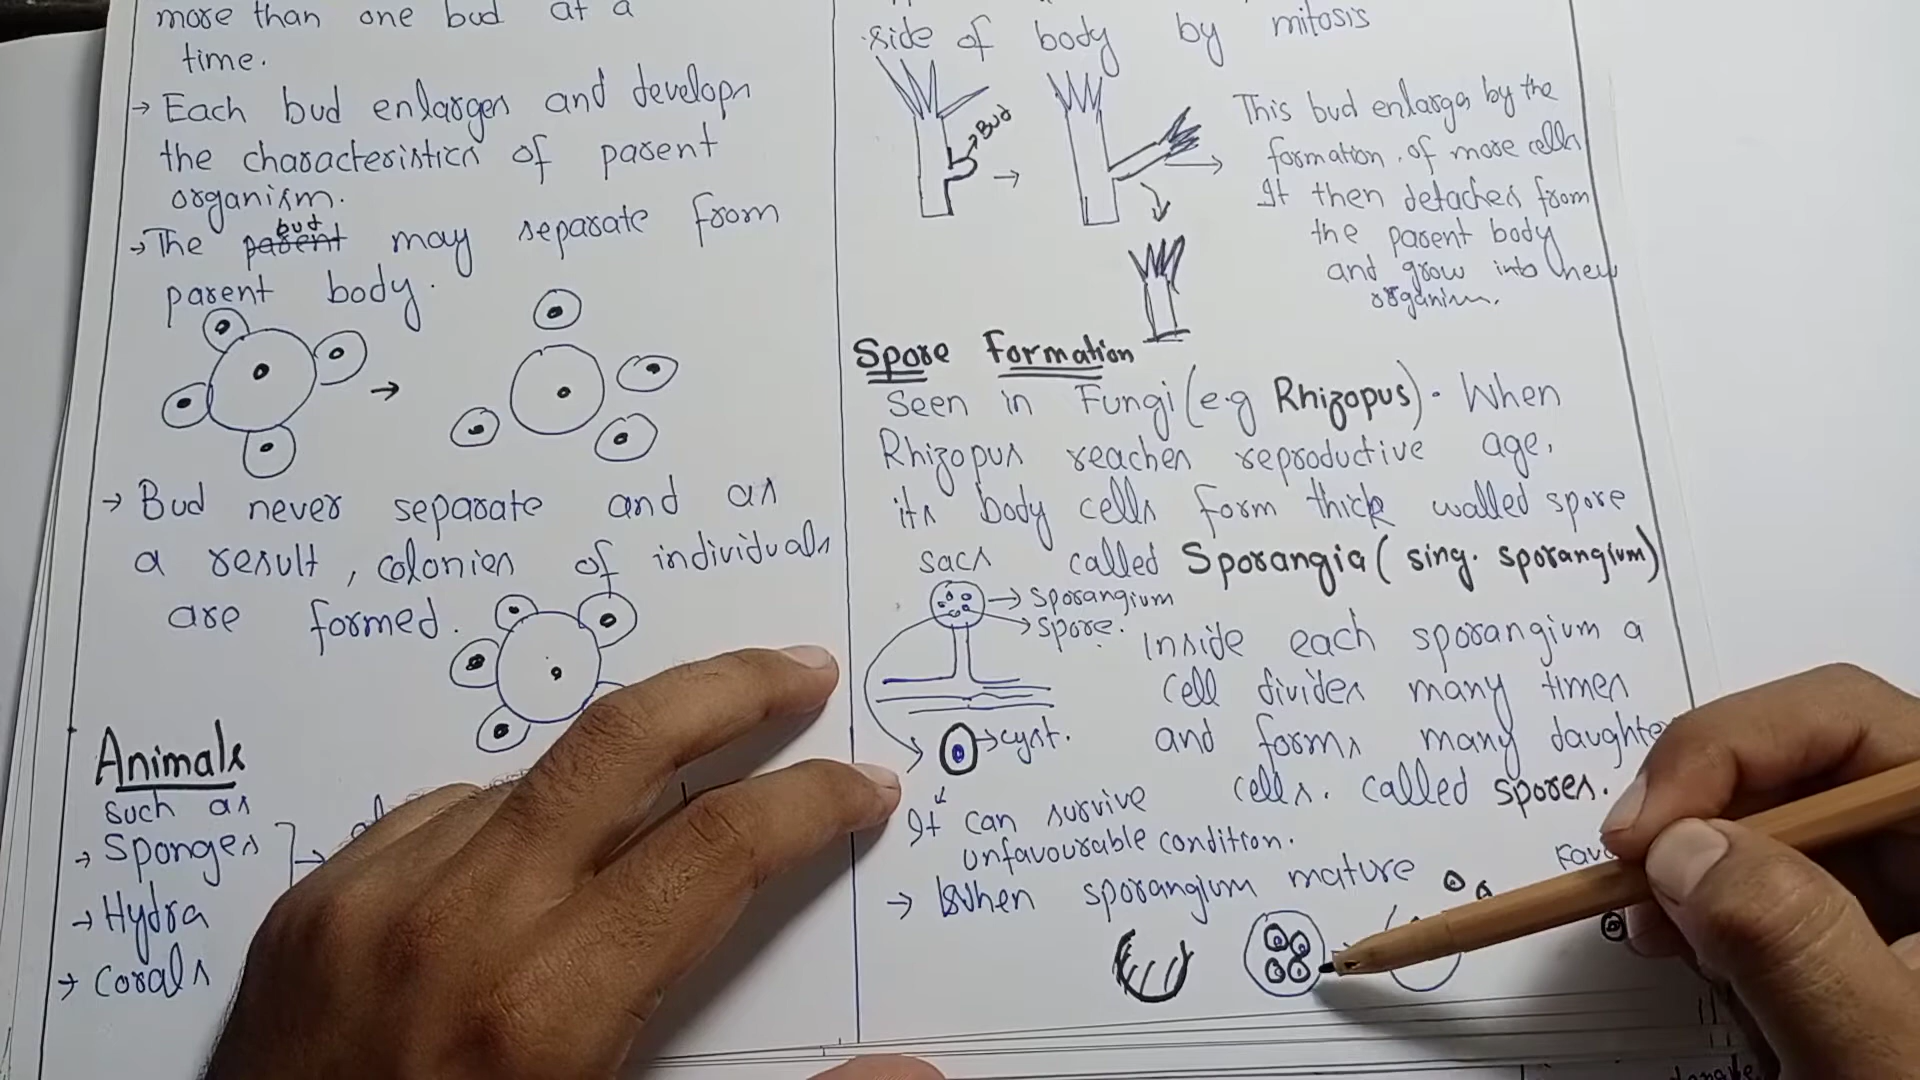 more than one bud at a
time.
→ Each bud enlarges and develops
the characteristics of parent
organism.
bud
→ The parent may separate from
parent body.
→ Bud never separate and as
a result, colonies of individuals
are formed.
Animals
such as
→ Sponges
→ Hydra
→ Corals
side of body by mitosis
Bud
This bud enlarges by the
formation of more cells
It then detaches from
the parent body
and grow into new
organism.
Spore Formation
Seen in Fungi (e.g Rhizopus). When
Rhizopus reaches reproductive age,
its body cells form thick walled spore
sacs called Sporangia (sing. sporangium)
→ sporangium
→ spore.
Inside each sporangium a
cell divides many times
and forms many daughter
cells. called spores.
→ cyst.
It can survive
unfavourable condition.
→ When sporangium mature